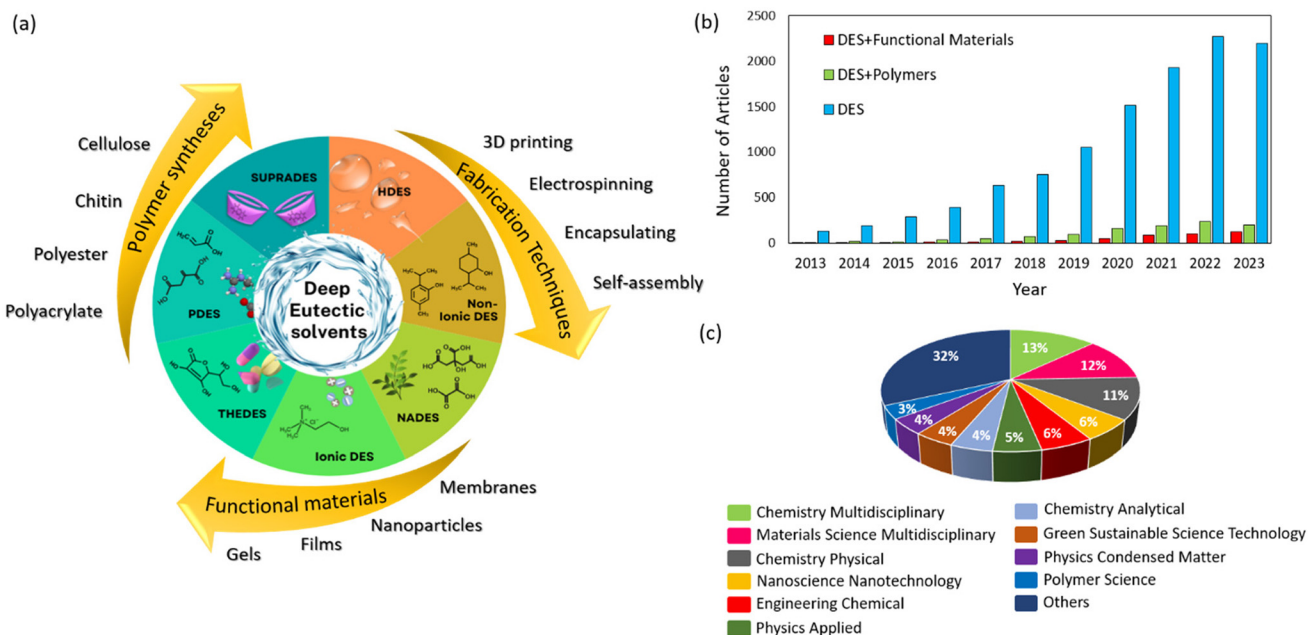 (a)
Polymer syntheses
Cellulose
Chitin
Polyester
Polyacrylate
Fabrication Techniques
3D printing
Electrospinning
Encapsulating
Self-assembly
Functional materials
Membranes
Nanoparticles
Films
Gels
SUPRADES
HDES
Non-
Ionic DES
NADES
Ionic DES
THEDES
PDES
Deep
Eutectic
solvents
(b)
2500
2000
1500
1000
500
0
Number of Articles
DES+Functional Materials
DES+Polymers
DES
2013 2014 2015 2016 2017 2018 2019 2020 2021 2022 2023
Year
(c)
32%
13%
12%
11%
6%
6%
5%
4%
4%
4%
3%
Chemistry Multidisciplinary
Materials Science Multidisciplinary
Chemistry Physical
Nanoscience Nanotechnology
Engineering Chemical
Physics Applied
Chemistry Analytical
Green Sustainable Science Technology
Physics Condensed Matter
Polymer Science
Others